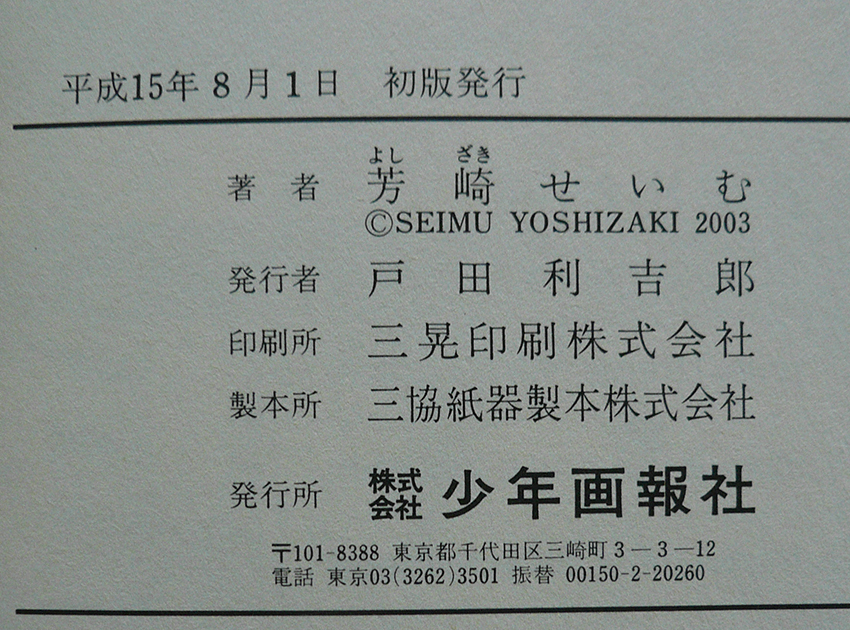 平成15年8月1日 初版発行
よし ざき
著者 芳崎せいむ
©SEIMU YOSHIZAKI 2003
発行者 戸田利吉郎
印刷所 三晃印刷株式会社
製本所 三協紙器製本株式会社
発行所 株式会社 少年画報社
〒101-8388 東京都千代田区三崎町3―3―12
電話 東京03(3262)3501 振替 00150-2-20260